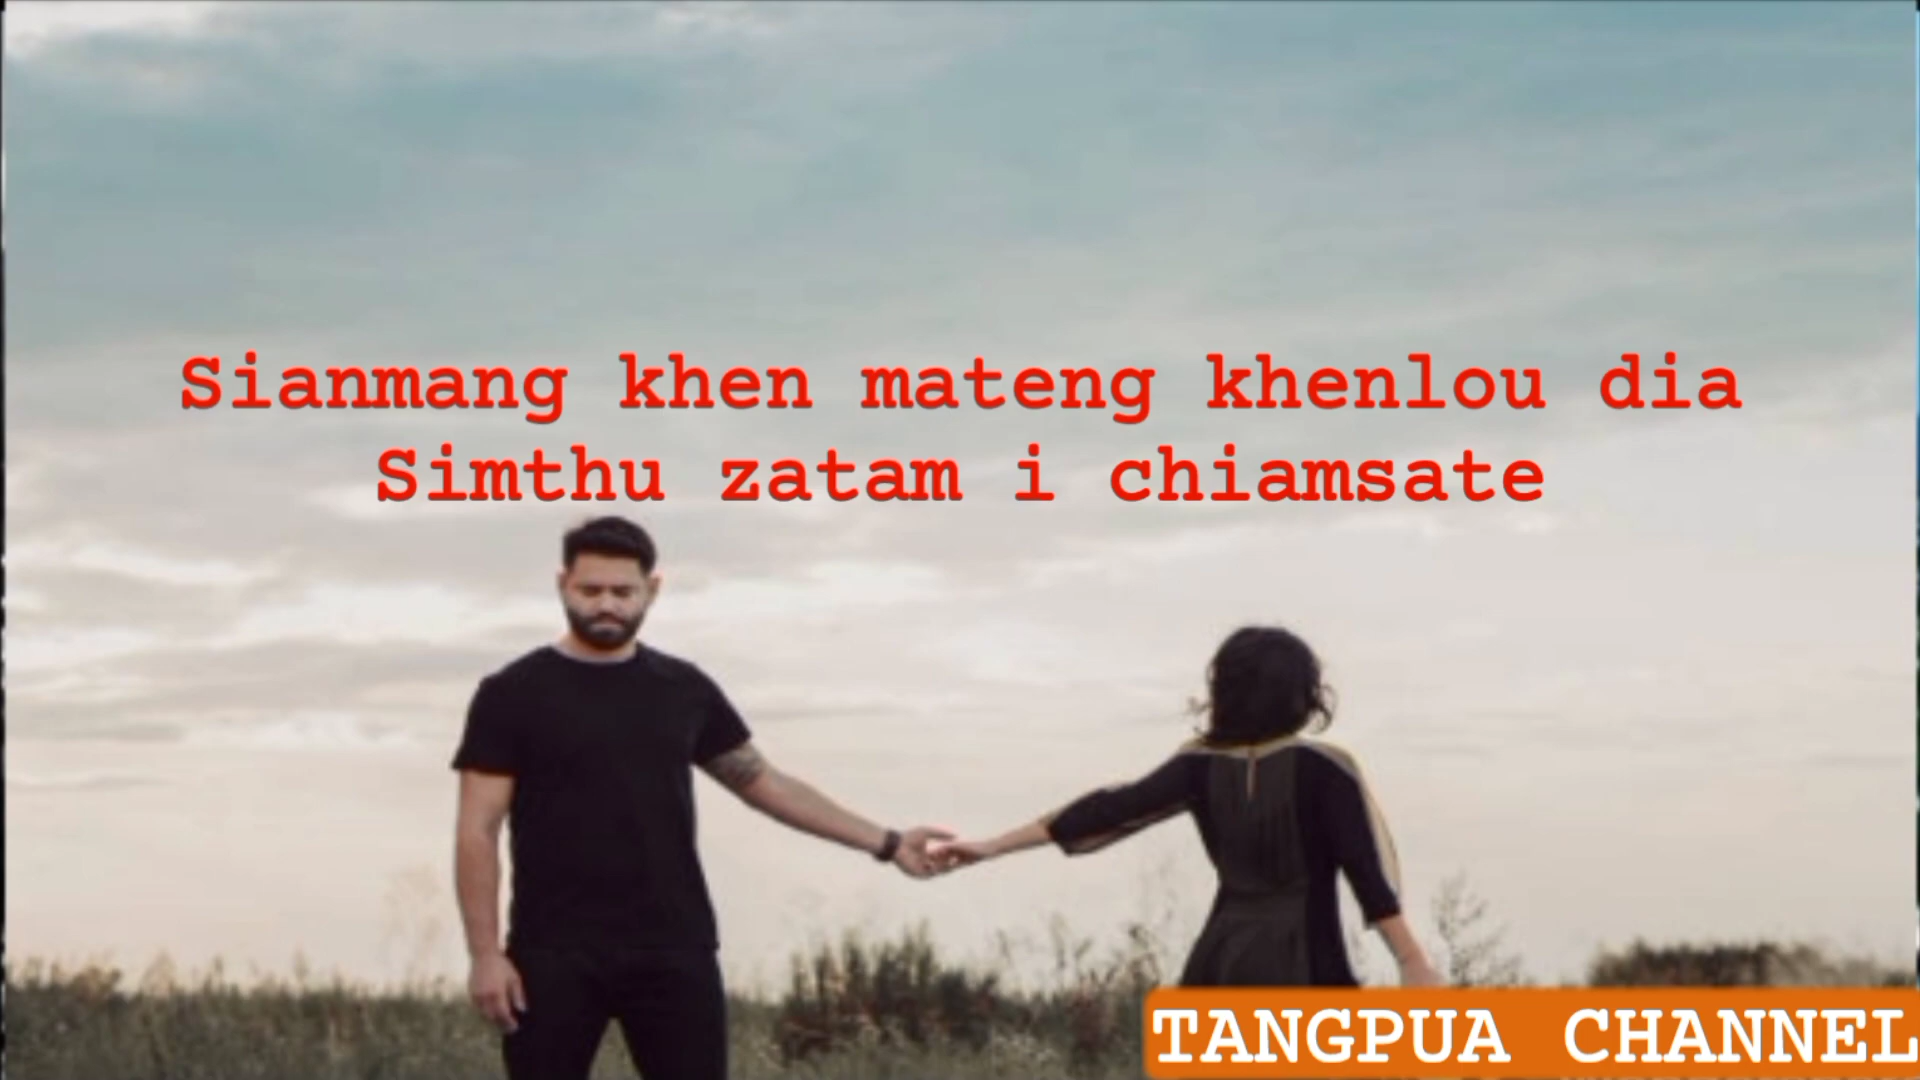 Sianmang khen mateng khenlou dia
Simthu zatam i chiamsate
TANGPUA CHANNEL